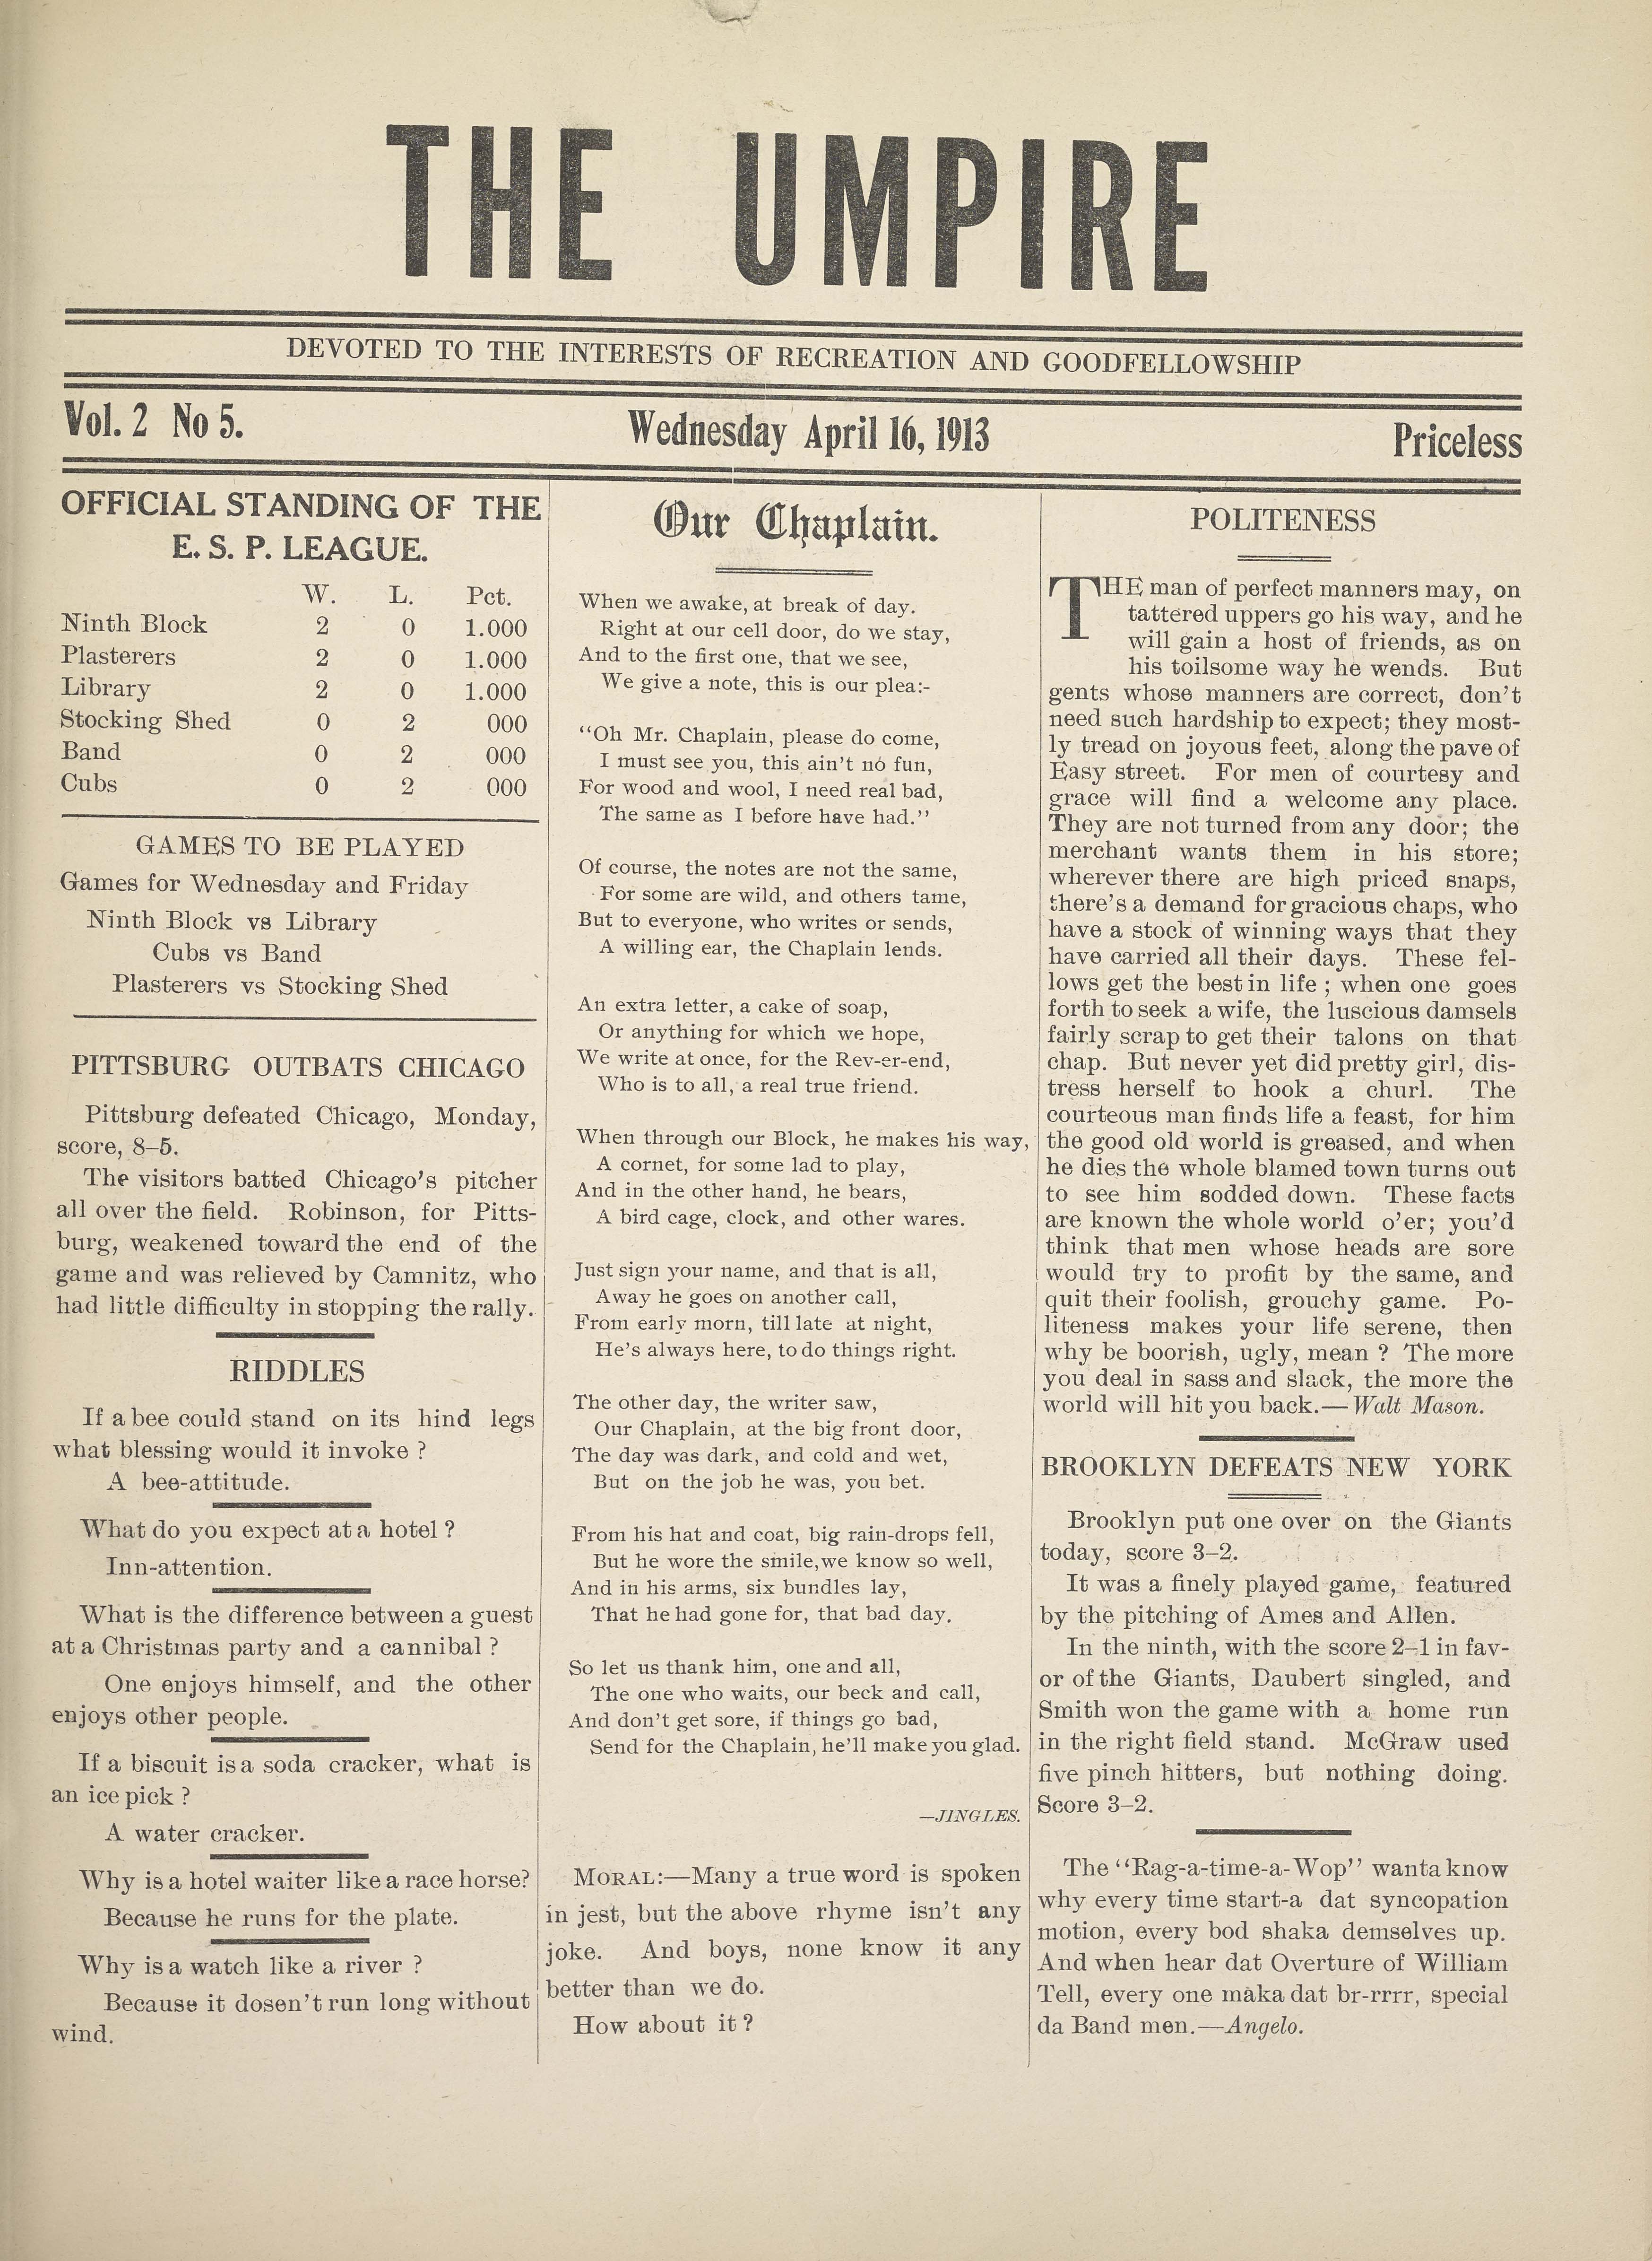 THE UMPIRE
DEVOTED TO THE INTERESTS OF RECREATION AND GOODFELLOWSHIP
Vol. 2 No 5. Wednesday April 16, 1913 Priceless
OFFICIAL STANDING OF THE
E. S. P. LEAGUE.
W. L. Pct.
Ninth Block 2 0 1.000
Plasterers 2 0 1.000
Library 2 0 1.000
Stocking Shed 0 2 000
Band 0 2 000
Cubs 0 2 000
GAMES TO BE PLAYED
Games for Wednesday and Friday
Ninth Block vs Library
Cubs vs Band
Plasterers vs Stocking Shed
PITTSBURG OUTBATS CHICAGO
Pittsburg defeated Chicago, Monday,
score, 8–5.
The visitors batted Chicago's pitcher
all over the field. Robinson, for Pitts-
burg, weakened toward the end of the
game and was relieved by Camnitz, who
had little difficulty in stopping the rally.
RIDDLES
If a bee could stand on its hind legs
what blessing would it invoke ?
A bee-attitude.
What do you expect at a hotel ?
Inn-attention.
What is the difference between a guest
at a Christmas party and a cannibal ?
One enjoys himself, and the other
enjoys other people.
If a biscuit is a soda cracker, what is
an ice pick ?
A water cracker.
Why is a hotel waiter like a race horse?
Because he runs for the plate.
Why is a watch like a river ?
Because it dosen't run long without
wind.
Our Chaplain.
When we awake, at break of day.
Right at our cell door, do we stay,
And to the first one, that we see,
We give a note, this is our plea:-
"Oh Mr. Chaplain, please do come,
I must see you, this ain't no fun,
For wood and wool, I need real bad,
The same as I before have had."
Of course, the notes are not the same,
For some are wild, and others tame,
But to everyone, who writes or sends,
A willing ear, the Chaplain lends.
An extra letter, a cake of soap,
Or anything for which we hope,
We write at once, for the Rev-er-end,
Who is to all, a real true friend.
When through our Block, he makes his way,
A cornet, for some lad to play,
And in the other hand, he bears,
A bird cage, clock, and other wares.
Just sign your name, and that is all,
Away he goes on another call,
From early morn, till late at night,
He's always here, to do things right.
The other day, the writer saw,
Our Chaplain, at the big front door,
The day was dark, and cold and wet,
But on the job he was, you bet.
From his hat and coat, big rain-drops fell,
But he wore the smile, we know so well,
And in his arms, six bundles lay,
That he had gone for, that bad day.
So let us thank him, one and all,
The one who waits, our beck and call,
And don't get sore, if things go bad,
Send for the Chaplain, he'll make you glad.
—JINGLES.
MORAL:—Many a true word is spoken
in jest, but the above rhyme isn't any
joke. And boys, none know it any
better than we do.
How about it ?
POLITENESS
THE man of perfect manners may, on
tattered uppers go his way, and he
will gain a host of friends, as on
his toilsome way he wends. But
gents whose manners are correct, don't
need such hardship to expect; they most-
ly tread on joyous feet, along the pave of
Easy street. For men of courtesy and
grace will find a welcome any place.
They are not turned from any door; the
merchant wants them in his store;
wherever there are high priced snaps,
there's a demand for gracious chaps, who
have a stock of winning ways that they
have carried all their days. These fel-
lows get the best in life ; when one goes
forth to seek a wife, the luscious damsels
fairly scrap to get their talons on that
chap. But never yet did pretty girl, dis-
tress herself to hook a churl. The
courteous man finds life a feast, for him
the good old world is greased, and when
he dies the whole blamed town turns out
to see him sodded down. These facts
are known the whole world o'er; you'd
think that men whose heads are sore
would try to profit by the same, and
quit their foolish, grouchy game. Po-
liteness makes your life serene, then
why be boorish, ugly, mean ? The more
you deal in sass and slack, the more the
world will hit you back.—Walt Mason.
BROOKLYN DEFEATS NEW YORK
Brooklyn put one over on the Giants
today, score 3–2.
It was a finely played game, featured
by the pitching of Ames and Allen.
In the ninth, with the score 2–1 in fav-
or of the Giants, Daubert singled, and
Smith won the game with a home run
in the right field stand. McGraw used
five pinch hitters, but nothing doing.
Score 3–2.
The "Rag-a-time-a-Wop" wanta know
why every time start-a dat syncopation
motion, every bod shaka demselves up.
And when hear dat Overture of William
Tell, every one maka dat br-rrrr, special
da Band men.—Angelo.